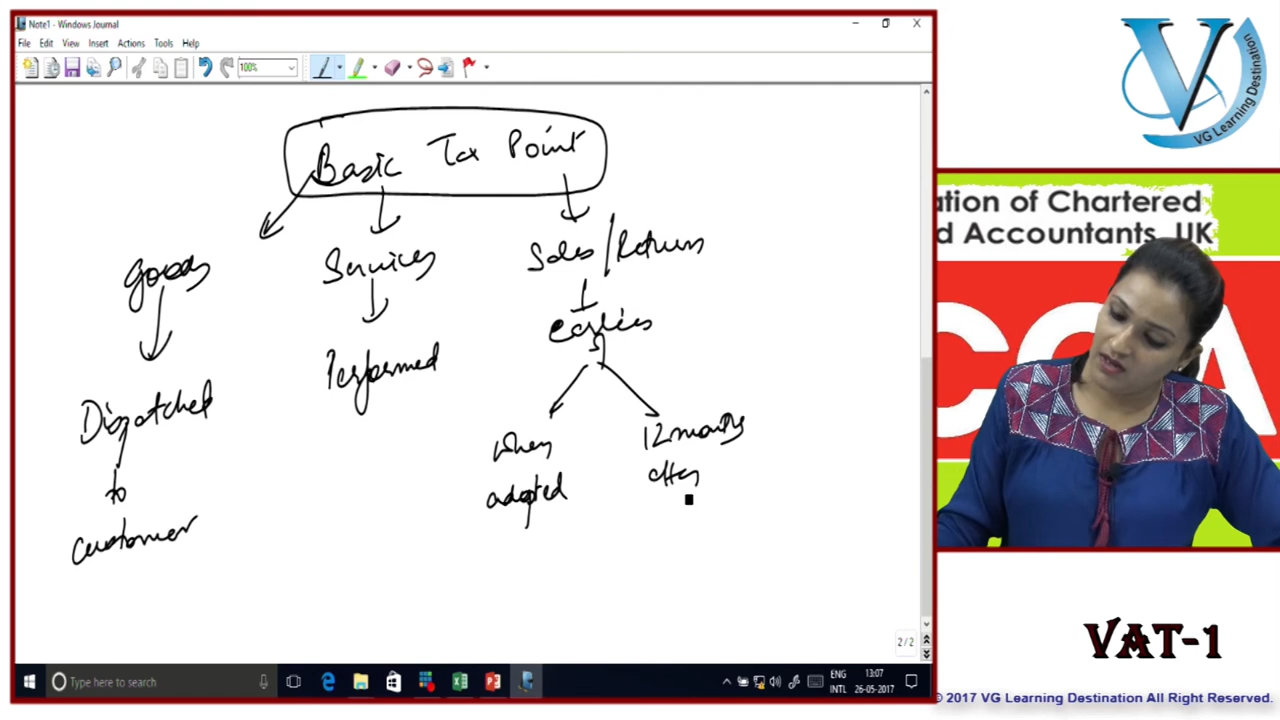 Note1 - Windows Journal
File Edit View Insert Actions Tools Help
100%
Basic Tax Point
Goods
Services
Sales/Return
earlier
Dispatched
to
customer
Performed
when
adopted
12 months
after
2/2
Type here to search
ENG
INTL
13:07
26-05-2017
V
VG Learning Destination
ation of Chartered
d Accountants, UK
CCA
VAT-1
© 2017 VG Learning Destination All Right Reserved.